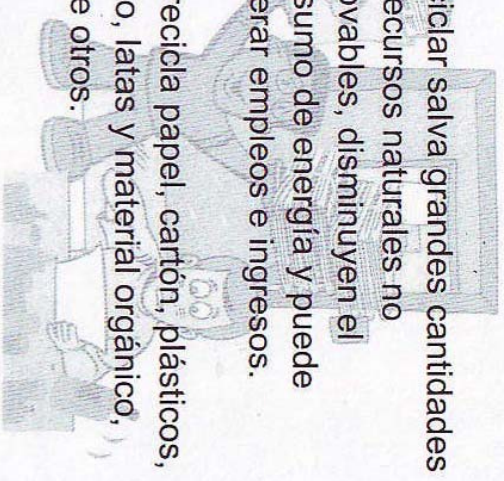 ciclar salva grandes cantidades
ecursos naturales no
ovables, disminuyen el
sumo de energía y puede
erar empleos e ingresos.
recicla papel, cartón, plásticos,
o, latas y material orgánico,
e otros.